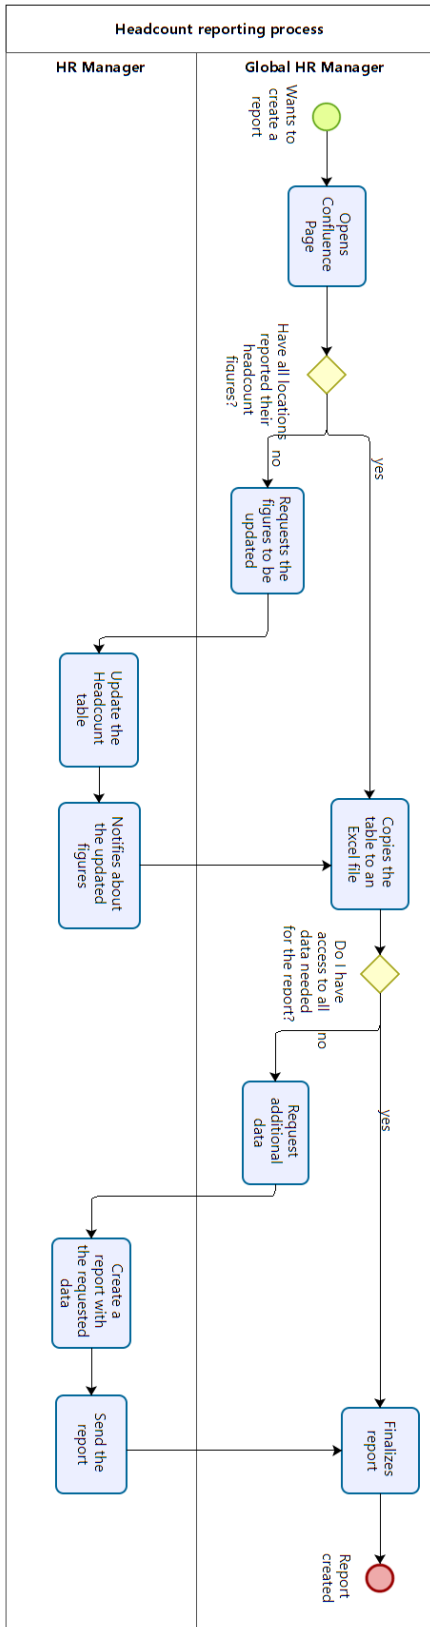 Headcount reporting process
HR Manager
Global HR Manager
Wants to
create a
report
Opens
Confluence
Page
Have all locations
reported their
headcount
figures?
no
yes
Requests the
figures to be
updated
Update the
Headcount
table
Notifies about
the updated
figures
Copies the
table to an
Excel file
Do I have
access to all
data needed
for the report?
no
yes
Request
additional
data
Create a
report with
the requested
data
Send the
report
Finalizes
report
Report
created